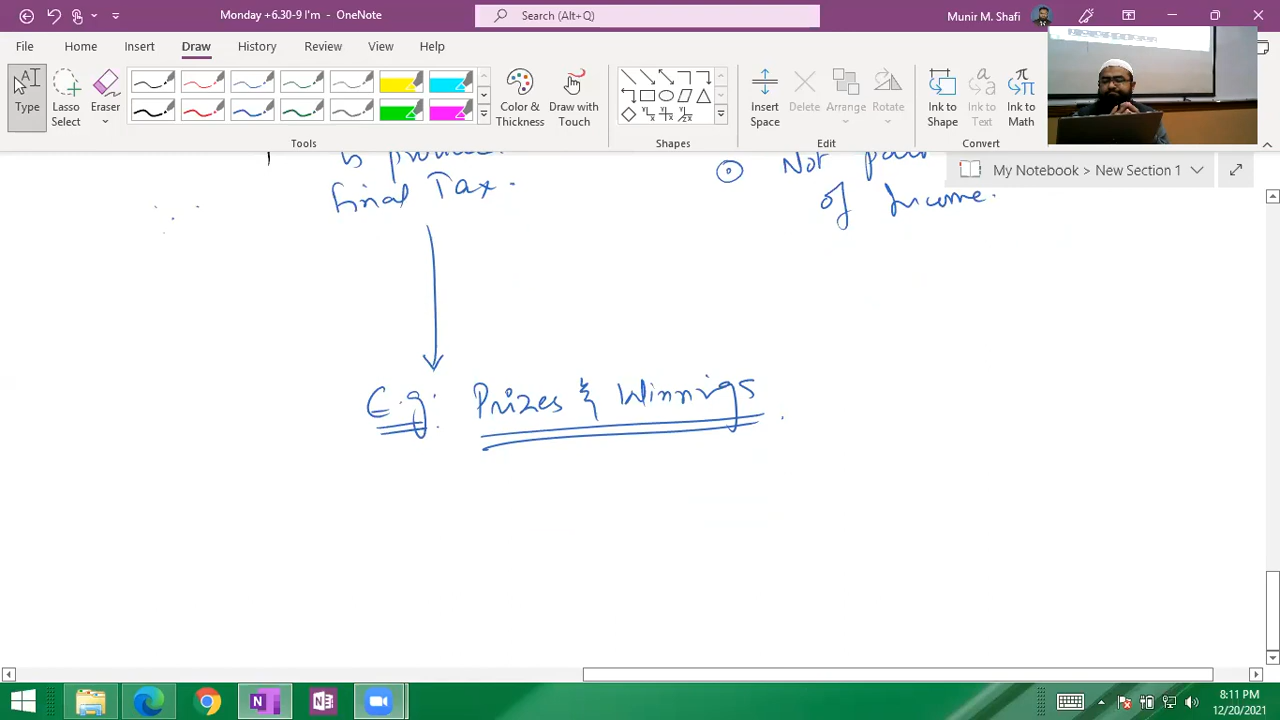 Monday +6.30-9 I'm - OneNote
Search (Alt+Q)
Munir M. Shafi
File Home Insert Draw History Review View Help
Type
Lasso Select
Eraser
Color & Thickness
Draw with Touch
Insert Space
Delete
Arrange
Rotate
Ink to Shape
Ink to Text
Ink to Math
Tools
Shapes
Edit
Convert
My Notebook > New Section 1
is
Final Tax.
Not
of Income.
E.g: Prizes & Winnings.
8:11 PM
12/20/2021